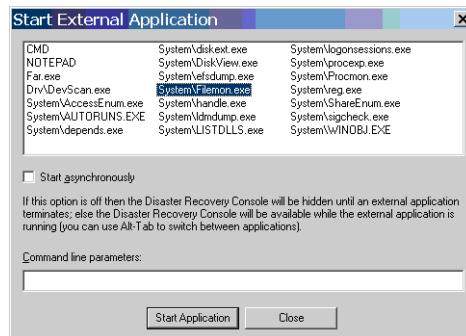 Start External Application
CMD
NOTEPAD
Far.exe
Drv\DevScan.exe
System\AccessEnum.exe
System\AUTORUNS.EXE
System\depends.exe
System\diskext.exe
System\DiskView.exe
System\efsdump.exe
System\Filemon.exe
System\handle.exe
System\ldmdump.exe
System\LISTDLLS.exe
System\logonsessions.exe
System\procexp.exe
System\Procmon.exe
System\reg.exe
System\ShareEnum.exe
System\sigcheck.exe
System\WINOBJ.EXE
Start asynchronously
If this option is off then the Disaster Recovery Console will be hidden until an external application
terminates; else the Disaster Recovery Console will be available while the external application is
running (you can use Alt-Tab to switch between applications).
Command line parameters:
Start Application
Close